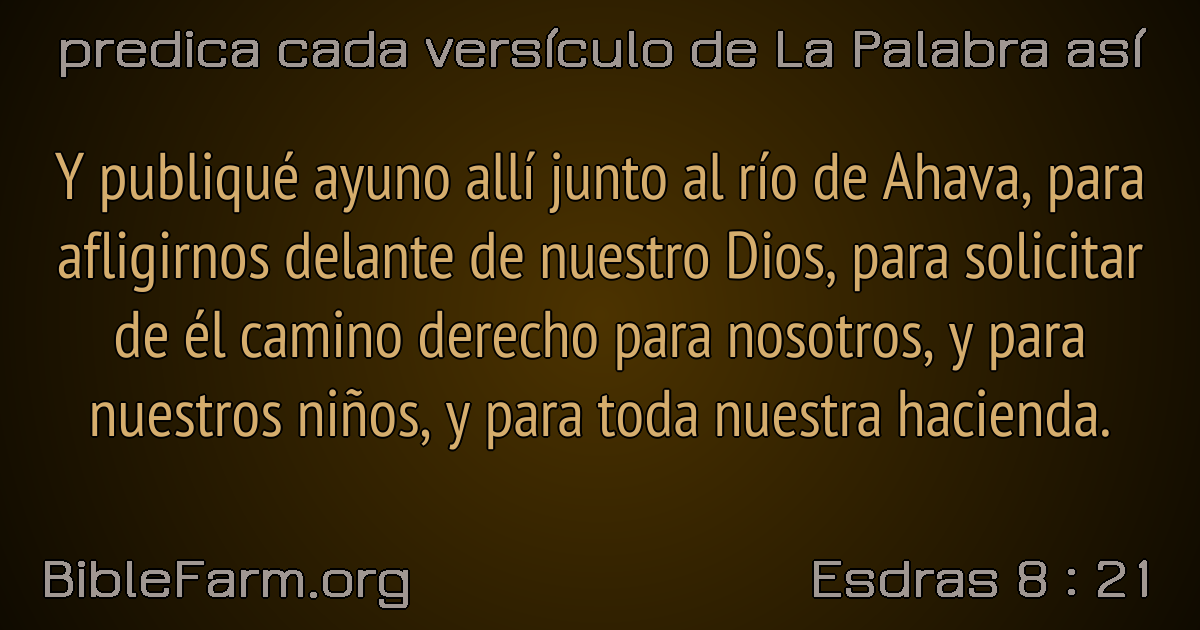 predica cada versículo de La Palabra así
Y publiqué ayuno allí junto al río de Ahava, para
afligirnos delante de nuestro Dios, para solicitar
de él camino derecho para nosotros, y para
nuestros niños, y para toda nuestra hacienda.
BibleFarm.org
Esdras 8 : 21